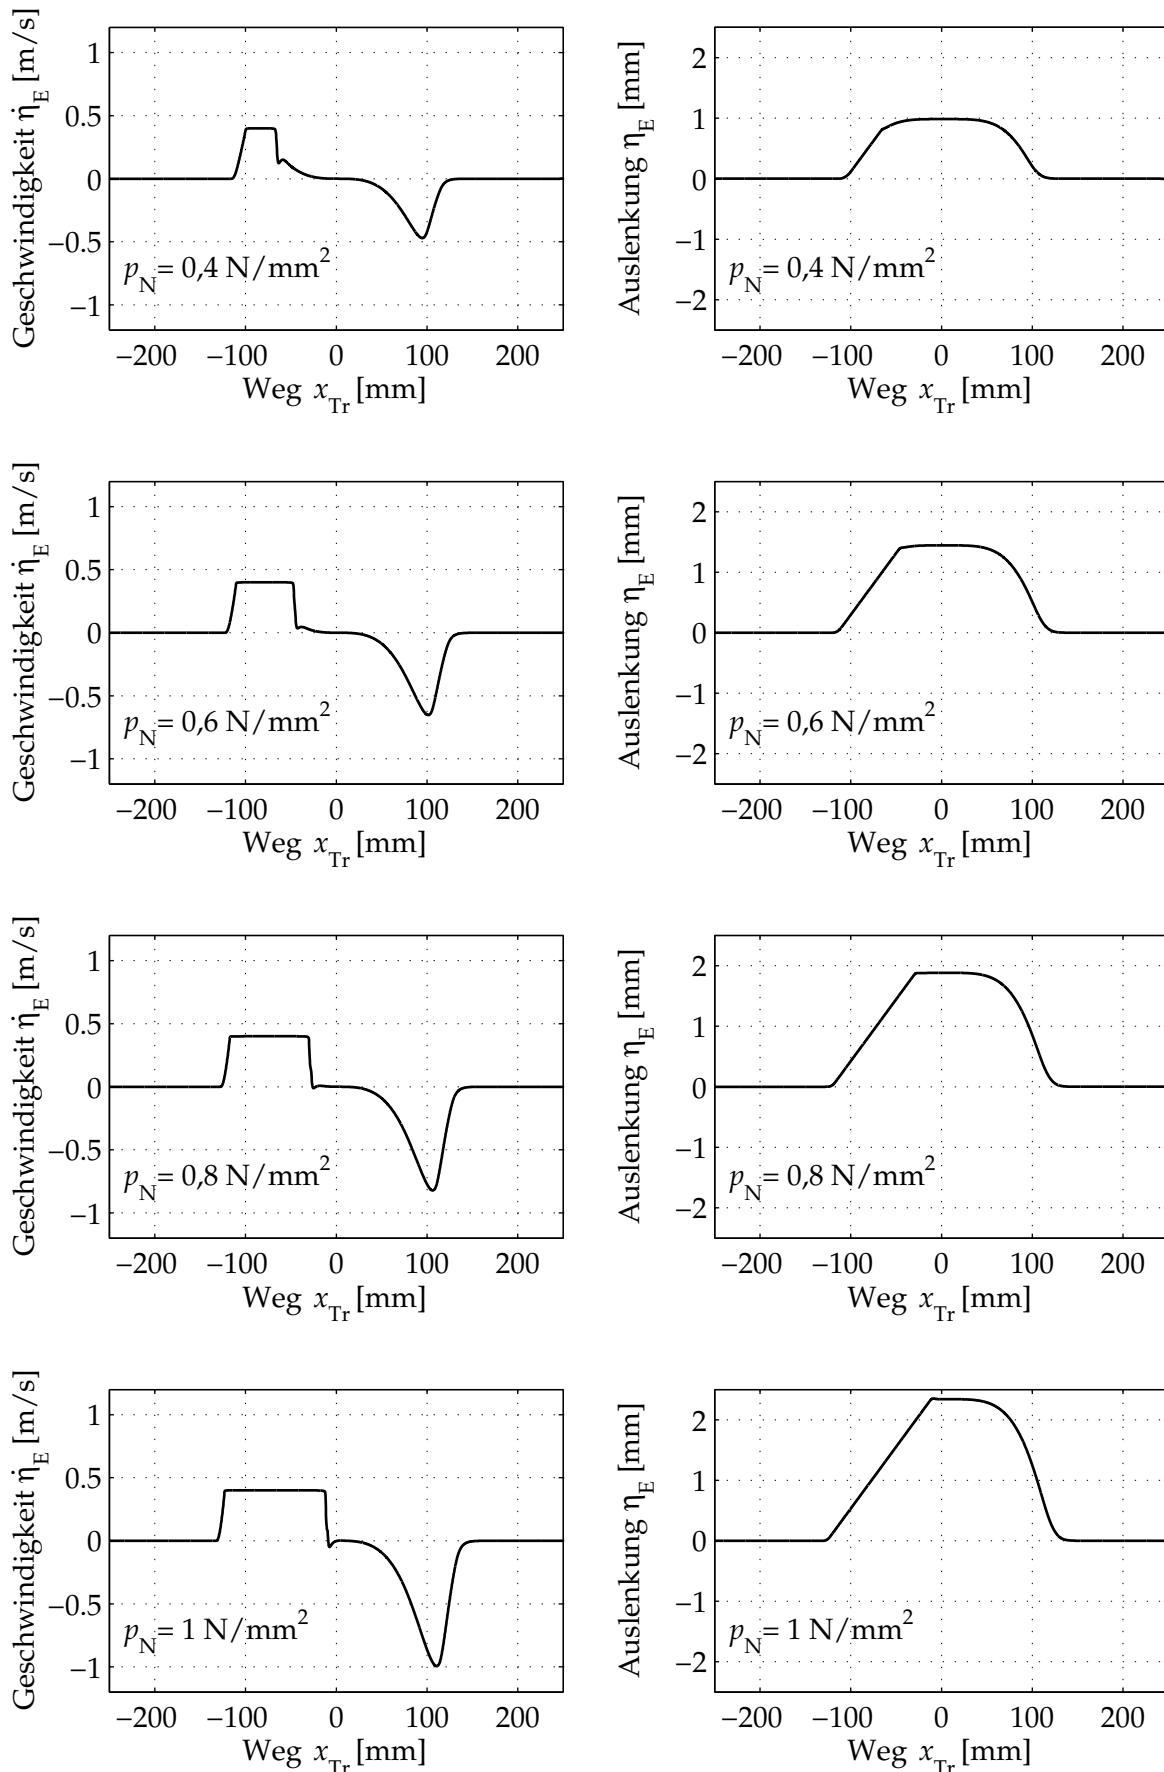 Geschwindigkeit η̇_E [m/s]
1
0.5
0
−0.5
−1
p_N = 0,4 N/mm²
−200 −100 0 100 200
Weg x_Tr [mm]
Auslenkung η_E [mm]
2
1
0
−1
−2
p_N = 0,4 N/mm²
−200 −100 0 100 200
Weg x_Tr [mm]
Geschwindigkeit η̇_E [m/s]
1
0.5
0
−0.5
−1
p_N = 0,6 N/mm²
−200 −100 0 100 200
Weg x_Tr [mm]
Auslenkung η_E [mm]
2
1
0
−1
−2
p_N = 0,6 N/mm²
−200 −100 0 100 200
Weg x_Tr [mm]
Geschwindigkeit η̇_E [m/s]
1
0.5
0
−0.5
−1
p_N = 0,8 N/mm²
−200 −100 0 100 200
Weg x_Tr [mm]
Auslenkung η_E [mm]
2
1
0
−1
−2
p_N = 0,8 N/mm²
−200 −100 0 100 200
Weg x_Tr [mm]
Geschwindigkeit η̇_E [m/s]
1
0.5
0
−0.5
−1
p_N = 1 N/mm²
−200 −100 0 100 200
Weg x_Tr [mm]
Auslenkung η_E [mm]
2
1
0
−1
−2
p_N = 1 N/mm²
−200 −100 0 100 200
Weg x_Tr [mm]